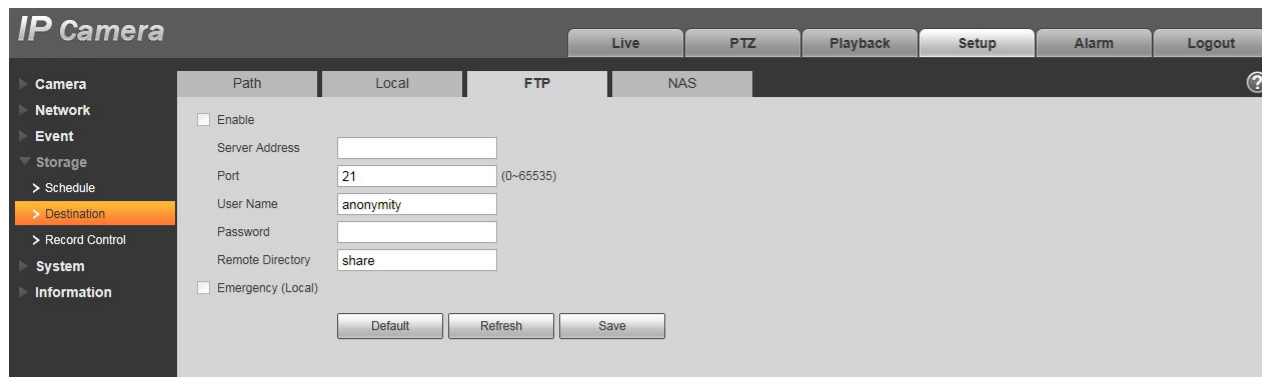 IP Camera
Live PTZ Playback Setup Alarm Logout
Camera
Network
Event
Storage
> Schedule
> Destination
> Record Control
System
Information
Path Local FTP NAS ?
Enable
Server Address
Port 21 (0~65535)
User Name anonymity
Password
Remote Directory share
Emergency (Local)
Default Refresh Save